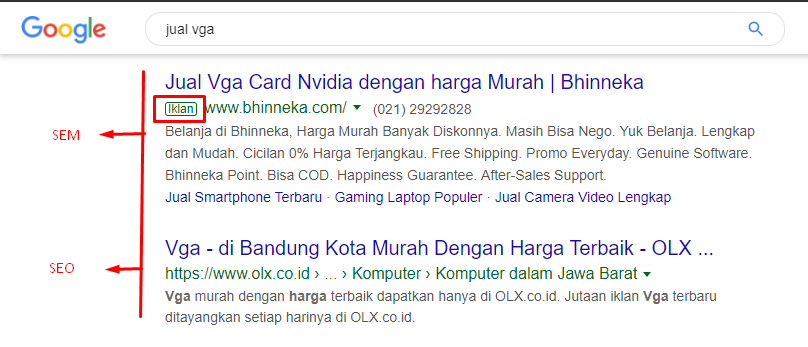 Google
jual vga
Jual Vga Card Nvidia dengan harga Murah | Bhinneka
Iklan www.bhinneka.com/ (021) 29292828
SEM
Belanja di Bhinneka, Harga Murah Banyak Diskonnya. Masih Bisa Nego. Yuk Belanja. Lengkap
dan Mudah. Cicilan 0% Harga Terjangkau. Free Shipping. Promo Everyday. Genuine Software.
Bhinneka Point. Bisa COD. Happiness Guarantee. After-Sales Support.
Jual Smartphone Terbaru · Gaming Laptop Populer · Jual Camera Video Lengkap
Vga - di Bandung Kota Murah Dengan Harga Terbaik - OLX ...
SEO
https://www.olx.co.id › ... › Komputer › Komputer dalam Jawa Barat
Vga murah dengan harga terbaik dapatkan hanya di OLX.co.id. Jutaan iklan Vga terbaru
ditayangkan setiap harinya di OLX.co.id.